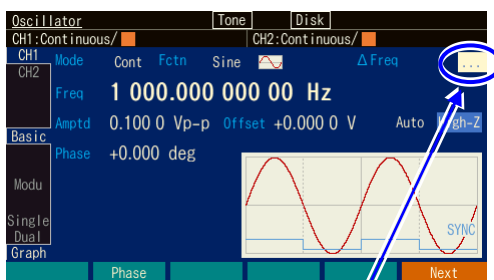 Oscillator Tone Disk
CH1:Continuous/ CH2:Continuous/
CH1 Mode Cont Fctn Sine Δ Freq ...
CH2
Freq 1 000.000 000 00 Hz
Amptd 0.100 0 Vp-p Offset +0.000 0 V Auto High-Z
Basic
Phase +0.000 deg
Modu
Single
Dual
SYNC
Graph
Phase Next